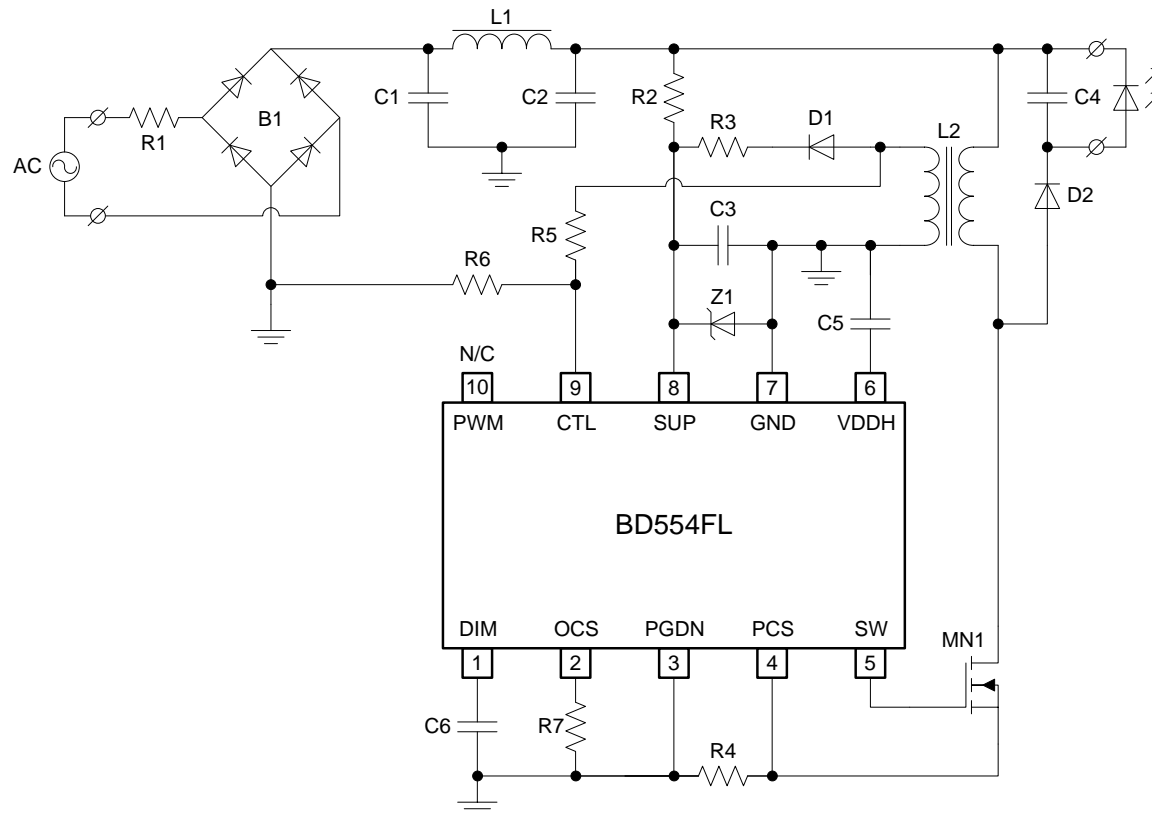 L1
C1
C2
R2
C4
B1
R1
AC
R3
D1
L2
D2
C3
R5
R6
Z1
C5
N/C
10
9
8
7
6
PWM
CTL
SUP
GND
VDDH
BD554FL
DIM
OCS
PGDN
PCS
SW
MN1
1
2
3
4
5
C6
R7
R4